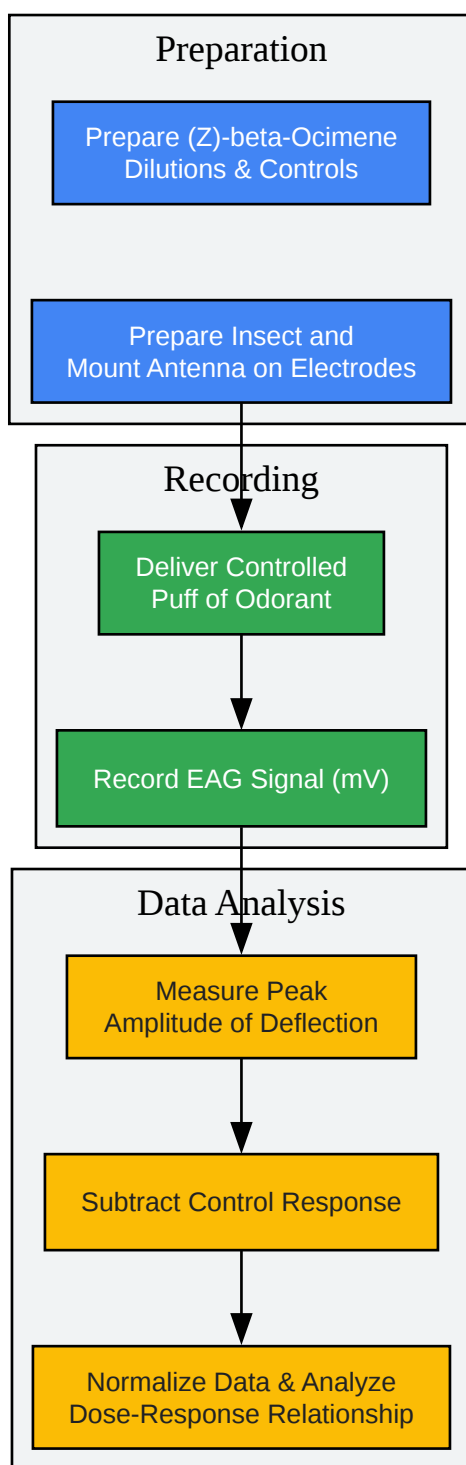 Preparation
Prepare (Z)-beta-Ocimene
Dilutions & Controls
Prepare Insect and
Mount Antenna on Electrodes
Recording
Deliver Controlled
Puff of Odorant
Record EAG Signal (mV)
Data Analysis
Measure Peak
Amplitude of Deflection
Subtract Control Response
Normalize Data & Analyze
Dose-Response Relationship